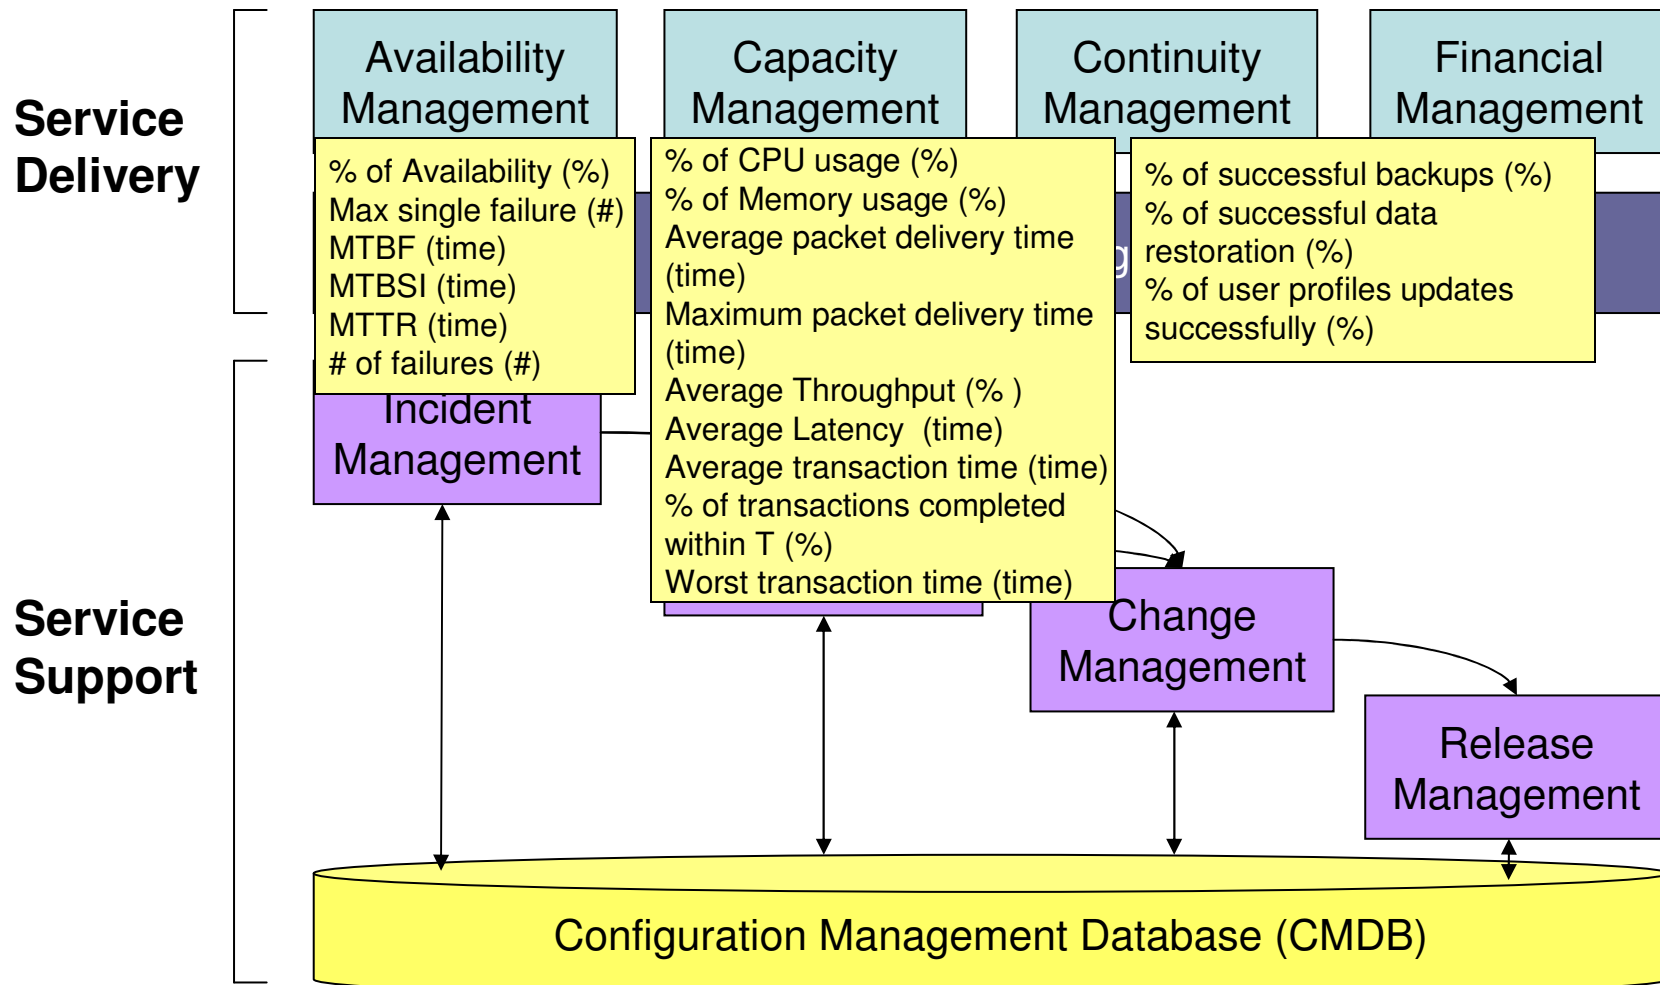 Service
Delivery
Availability
Management
Capacity
Management
Continuity
Management
Financial
Management
% of Availability (%)
Max single failure (#)
MTBF (time)
MTBSI (time)
MTTR (time)
# of failures (#)
% of CPU usage (%)
% of Memory usage (%)
Average packet delivery time
(time)
Maximum packet delivery time
(time)
Average Throughput (% )
Average Latency (time)
Average transaction time (time)
% of transactions completed
within T (%)
Worst transaction time (time)
% of successful backups (%)
% of successful data
restoration (%)
% of user profiles updates
successfully (%)
Service
Support
Incident
Management
Change
Management
Release
Management
Configuration Management Database (CMDB)